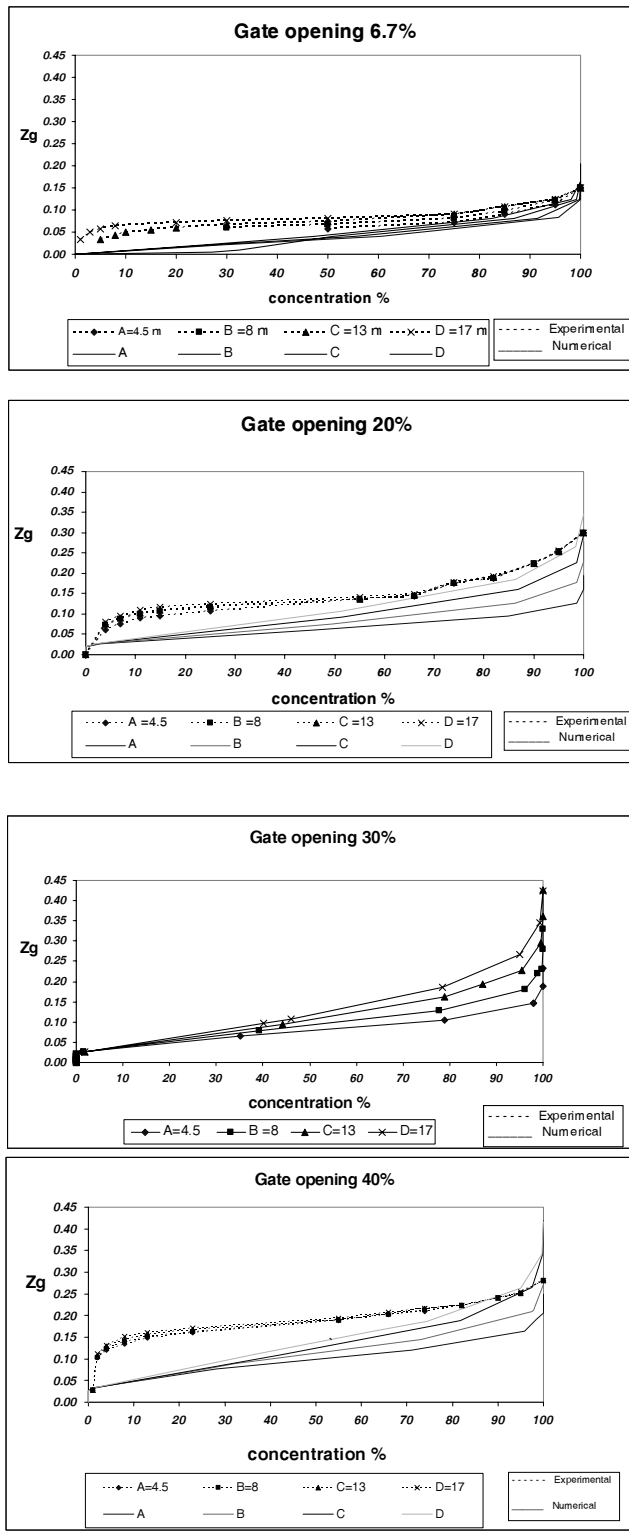 Gate opening 6.7%
0.45
0.40
0.35
0.30
Zg
0.25
0.20
0.15
0.10
0.05
0.00
0 10 20 30 40 50 60 70 80 90 100
concentration %
A=4.5 m B =8 m C =13 m D =17 m
A B C D
Experimental
Numerical
Gate opening 20%
0.45
0.40
0.35
Zg
0.30
0.25
0.20
0.15
0.10
0.05
0.00
0 10 20 30 40 50 60 70 80 90 100
concentration %
A =4.5 B =8 C =13 D =17
A B C D
Experimental
Numerical
Gate opening 30%
0.45
0.40
0.35
Zg
0.30
0.25
0.20
0.15
0.10
0.05
0.00
0 10 20 30 40 50 60 70 80 90 100
concentration %
A=4.5 B =8 C=13 D=17
Experimental
Numerical
Gate opening 40%
0.45
0.40
0.35
Zg
0.30
0.25
0.20
0.15
0.10
0.05
0.00
0 10 20 30 40 50 60 70 80 90 100
concentration %
A=4.5 B=8 C=13 D=17
A B C D
Experimental
Numerical